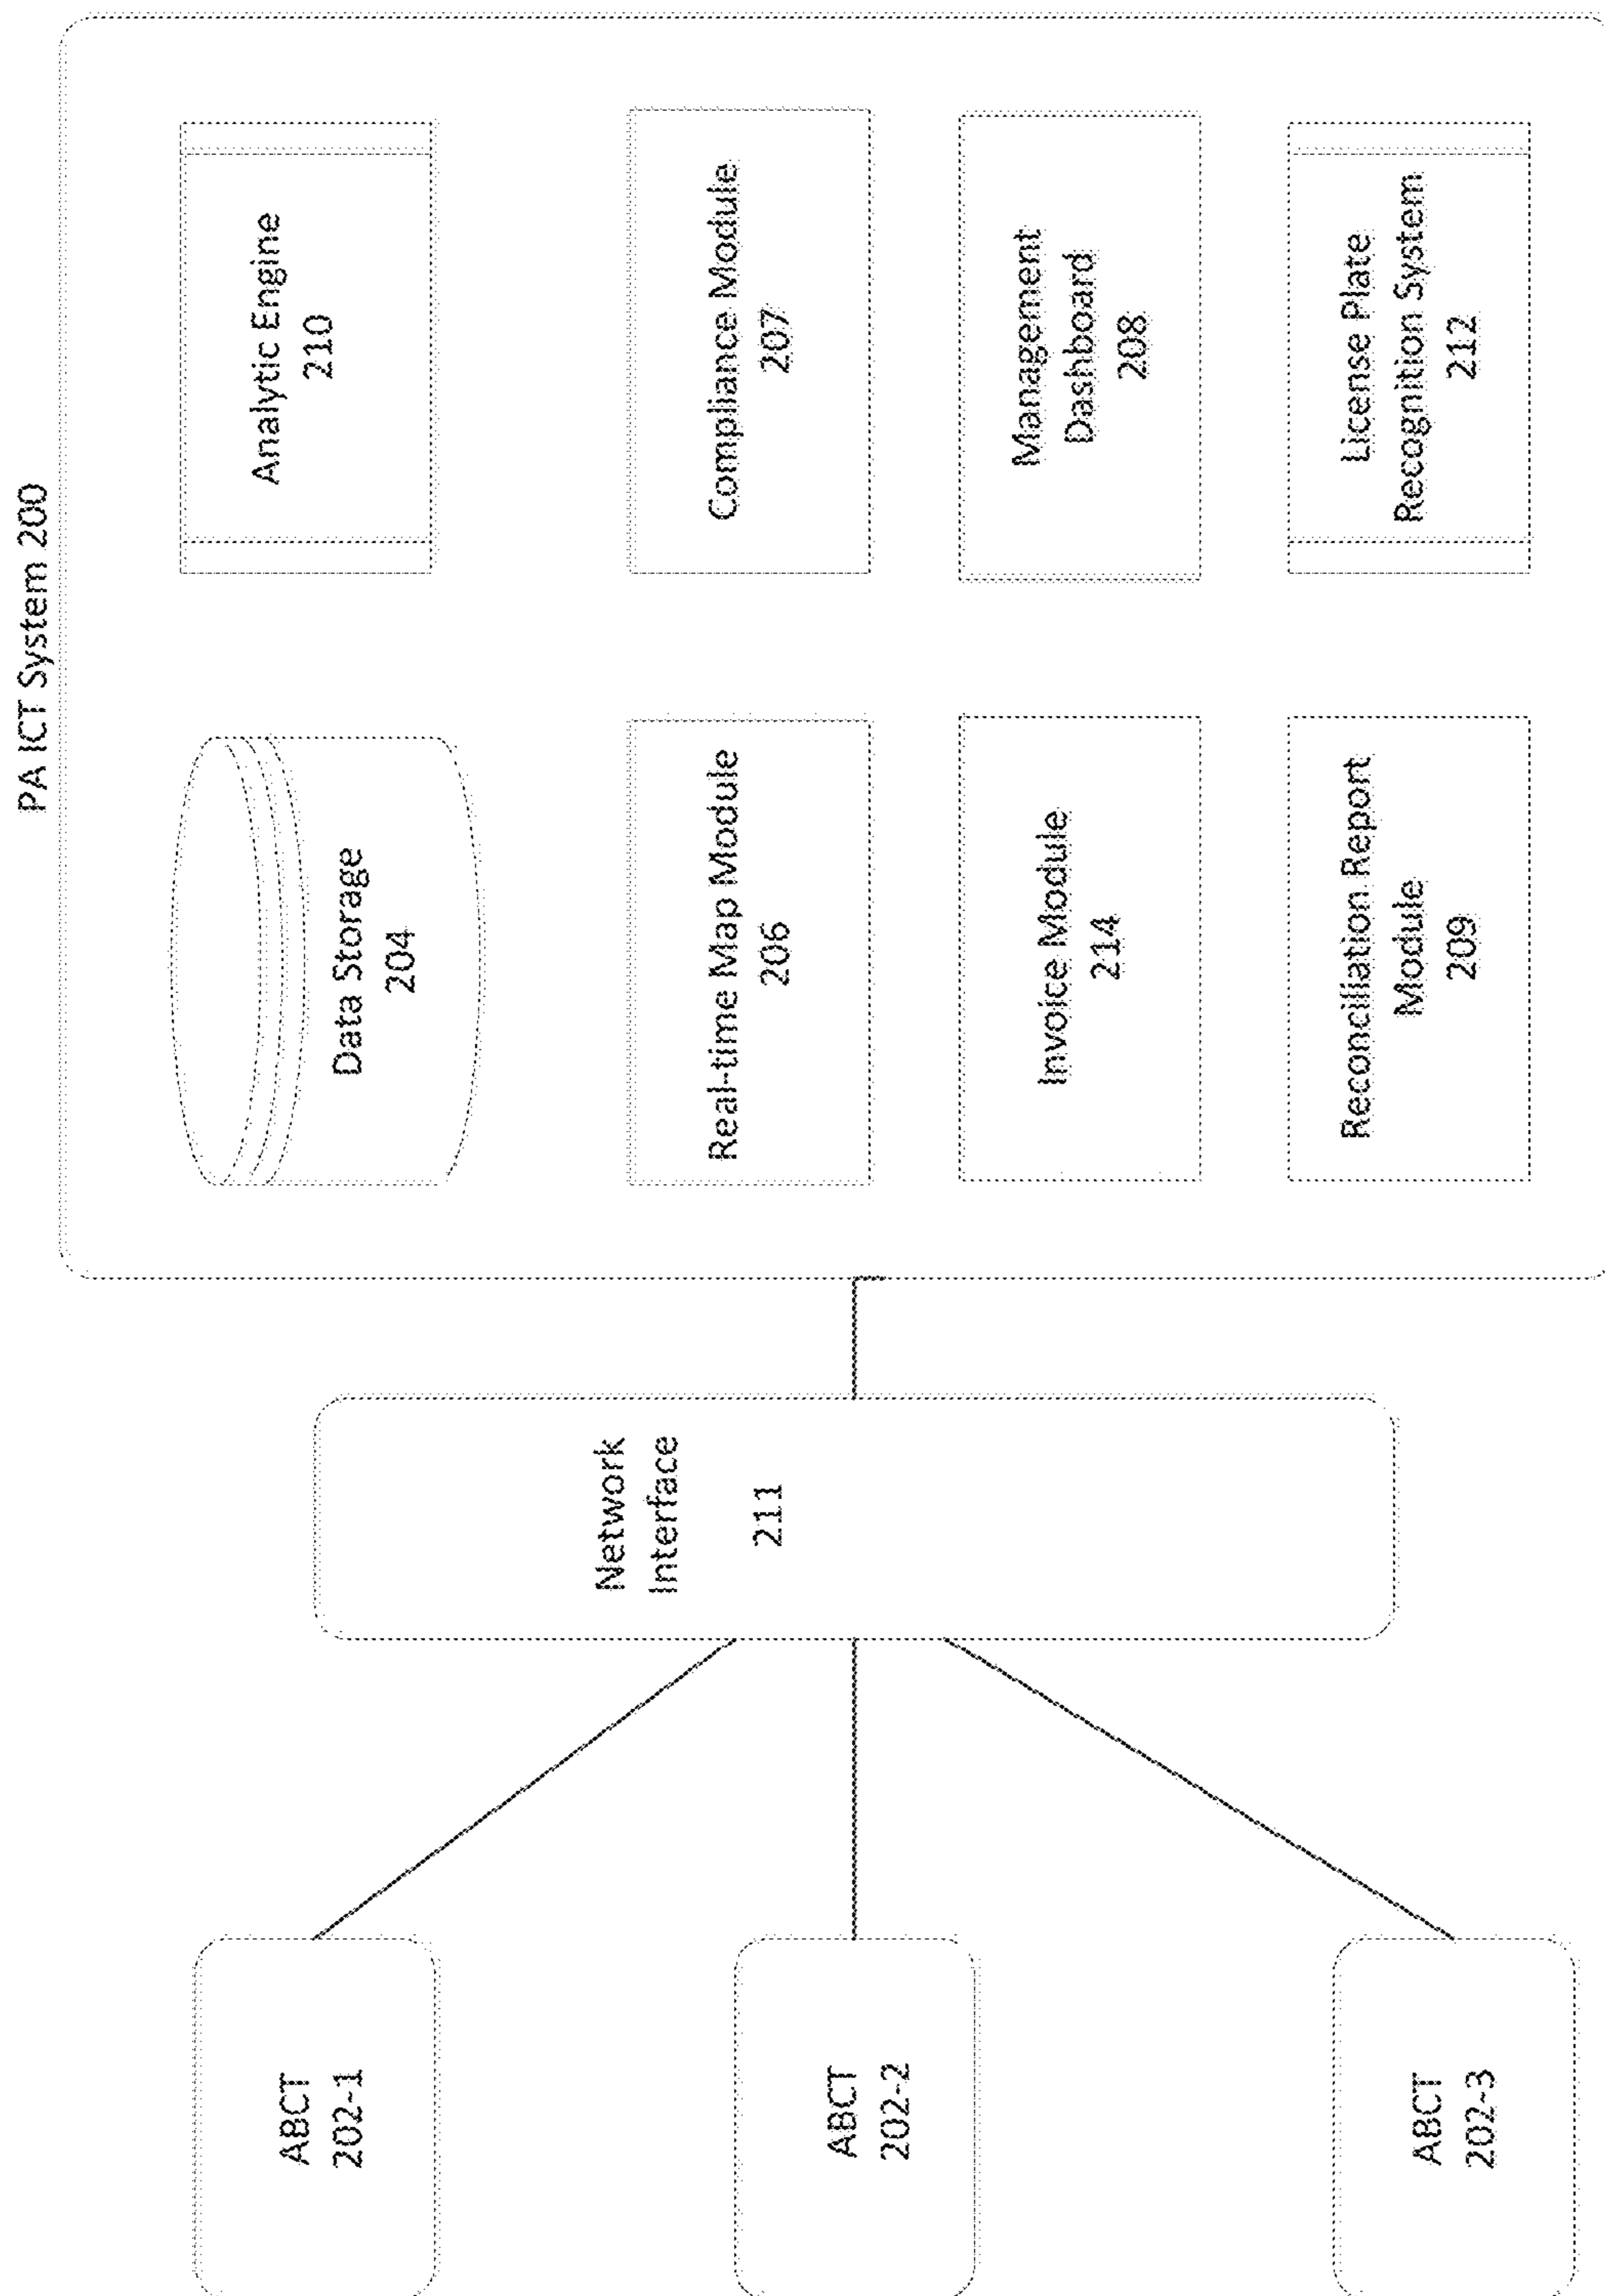 PA ICT System 200
ABCT
202-1
ABCT
202-2
ABCT
202-3
Network
Interface
211
Data Storage
204
Analytic Engine
210
Real-time Map Module
206
Compliance Module
207
Invoice Module
214
Management
Dashboard
208
Reconciliation Report
Module
209
License Plate
Recognition System
212